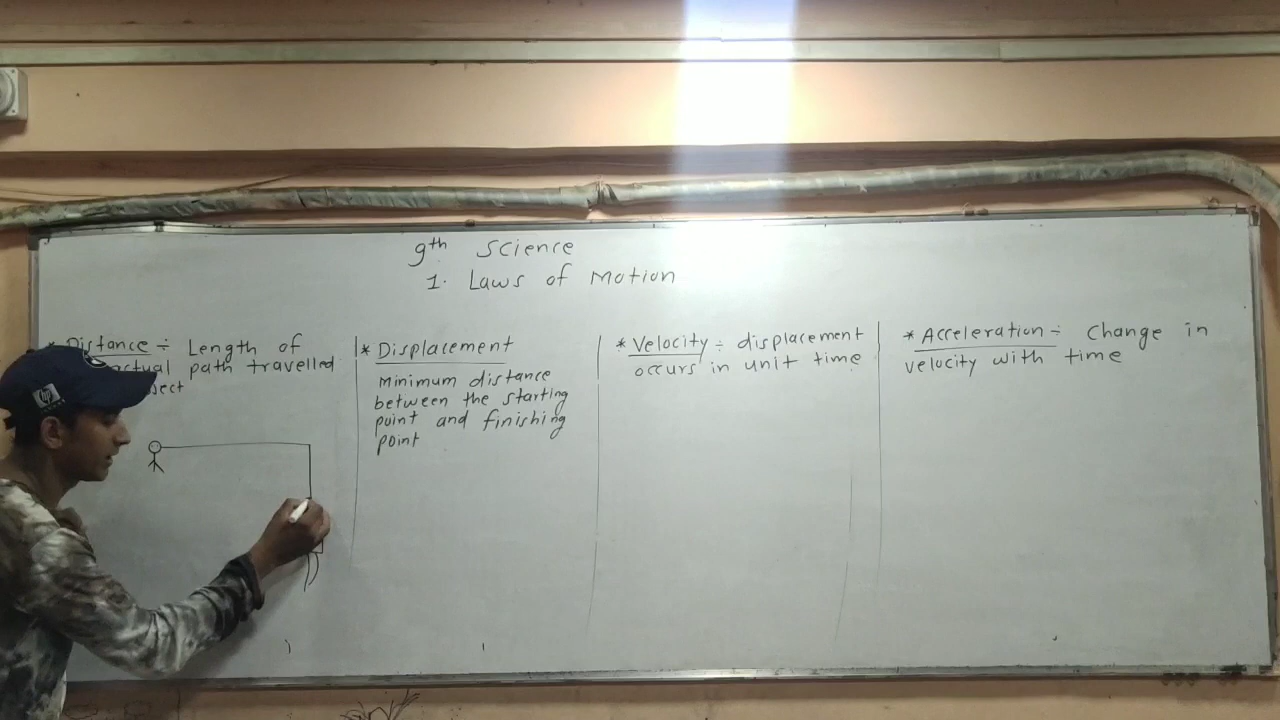 9th Science
1. Laws of Motion
* Distance ÷ Length of
actual path travelled
* Displacement
Minimum distance
between the starting
point and finishing
point
* Velocity ÷ displacement
occurs in unit time
* Acceleration ÷ Change in
velocity with time
hp